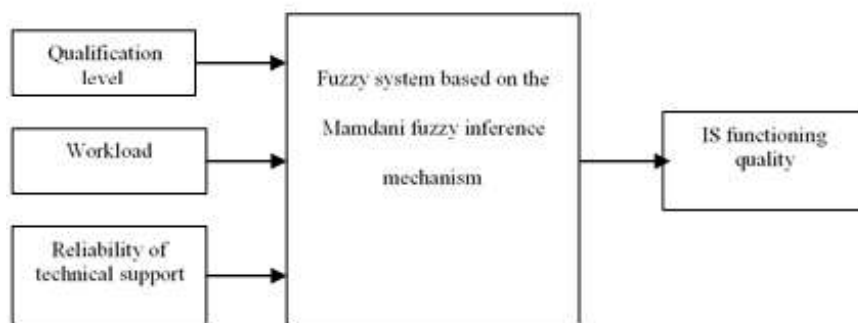 Qualification
level
Workload
Reliability of
technical support
Fuzzy system based on the
Mamdani fuzzy inference
mechanism
IS functioning
quality